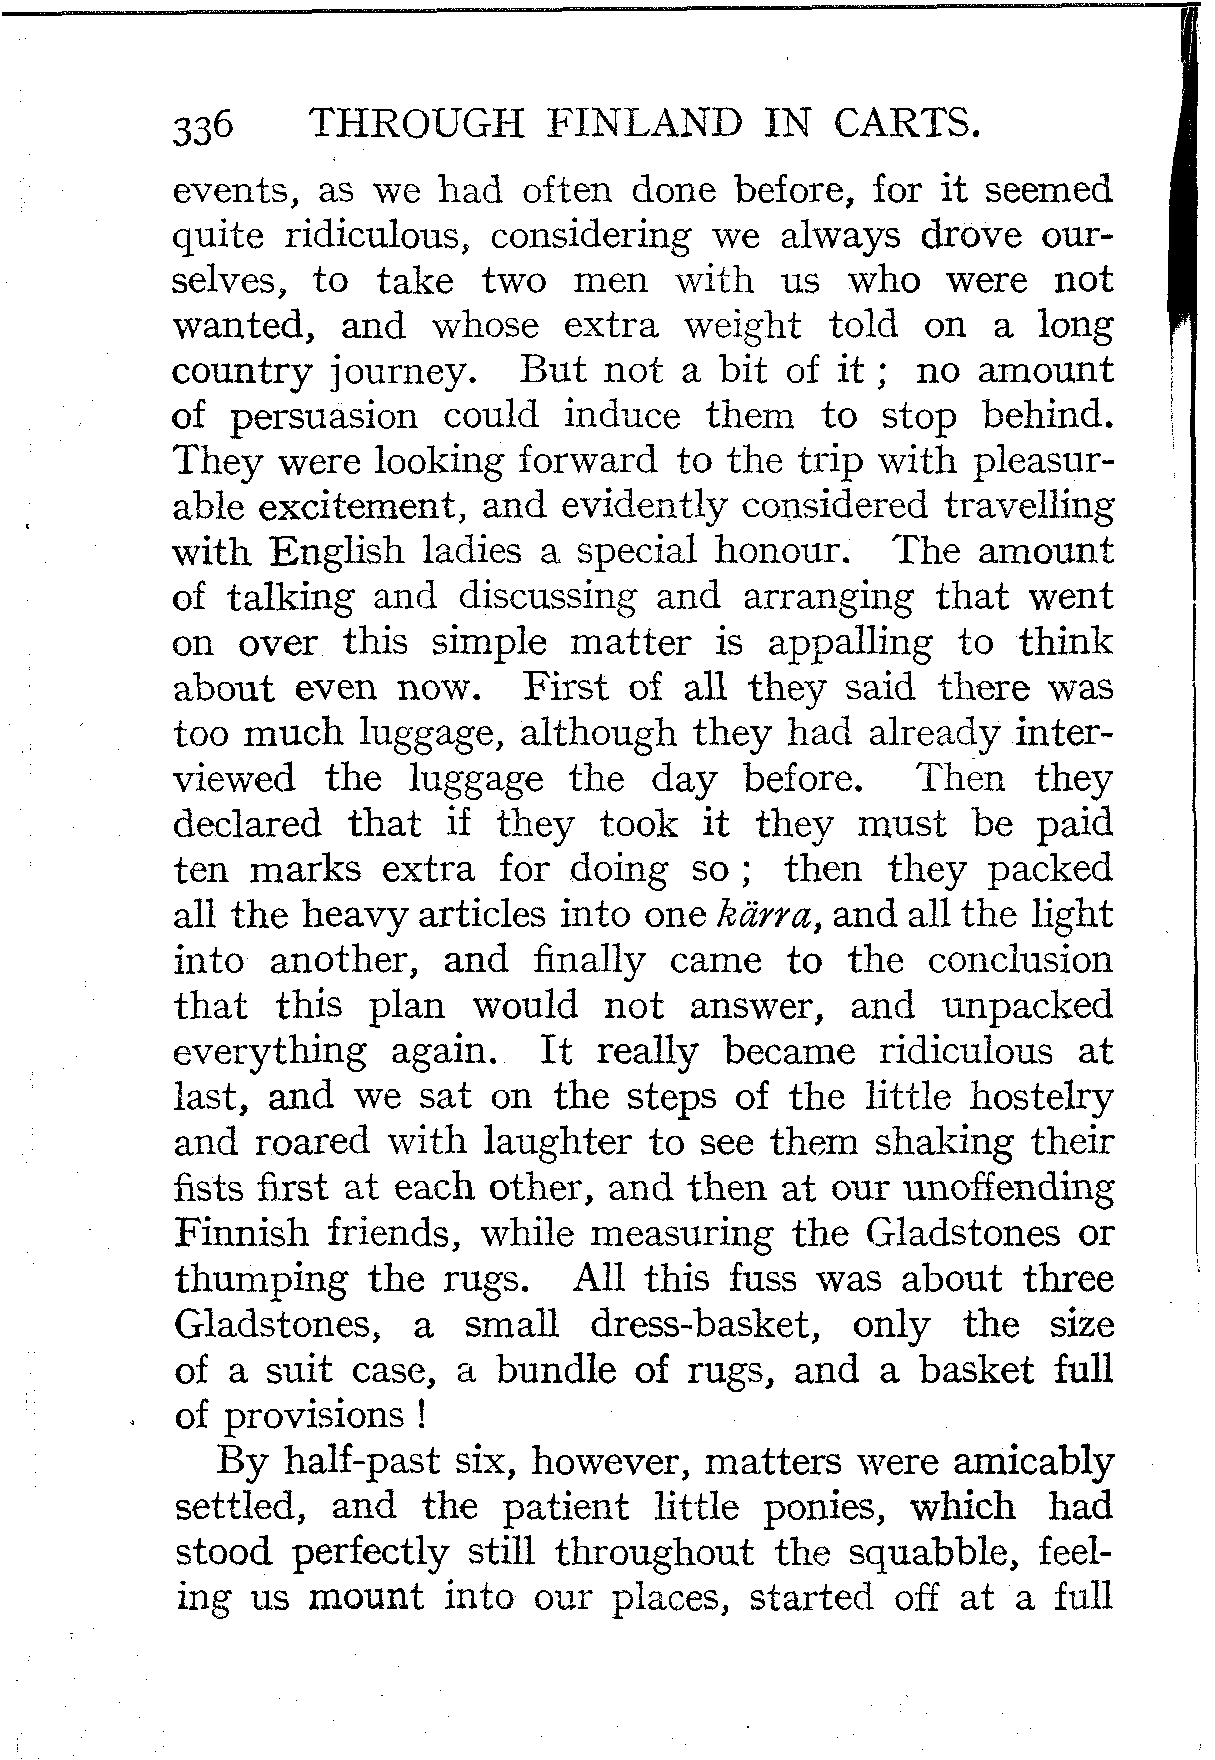 336 THROUGH FINLAND IN CARTS.
events, as we had often done before, for it seemed
quite ridiculous, considering we always drove our-
selves, to take two men with us who were not
wanted, and whose extra weight told on a long
country journey. But not a bit of it ; no amount
of persuasion could induce them to stop behind.
They were looking forward to the trip with pleasur-
able excitement, and evidently considered travelling
with English ladies a special honour. The amount
of talking and discussing and arranging that went
on over this simple matter is appalling to think
about even now. First of all they said there was
too much luggage, although they had already inter-
viewed the luggage the day before. Then they
declared that if they took it they must be paid
ten marks extra for doing so ; then they packed
all the heavy articles into one kärra, and all the light
into another, and finally came to the conclusion
that this plan would not answer, and unpacked
everything again. It really became ridiculous at
last, and we sat on the steps of the little hostelry
and roared with laughter to see them shaking their
fists first at each other, and then at our unoffending
Finnish friends, while measuring the Gladstones or
thumping the rugs. All this fuss was about three
Gladstones, a small dress-basket, only the size
of a suit case, a bundle of rugs, and a basket full
of provisions !
By half-past six, however, matters were amicably
settled, and the patient little ponies, which had
stood perfectly still throughout the squabble, feel-
ing us mount into our places, started off at a full